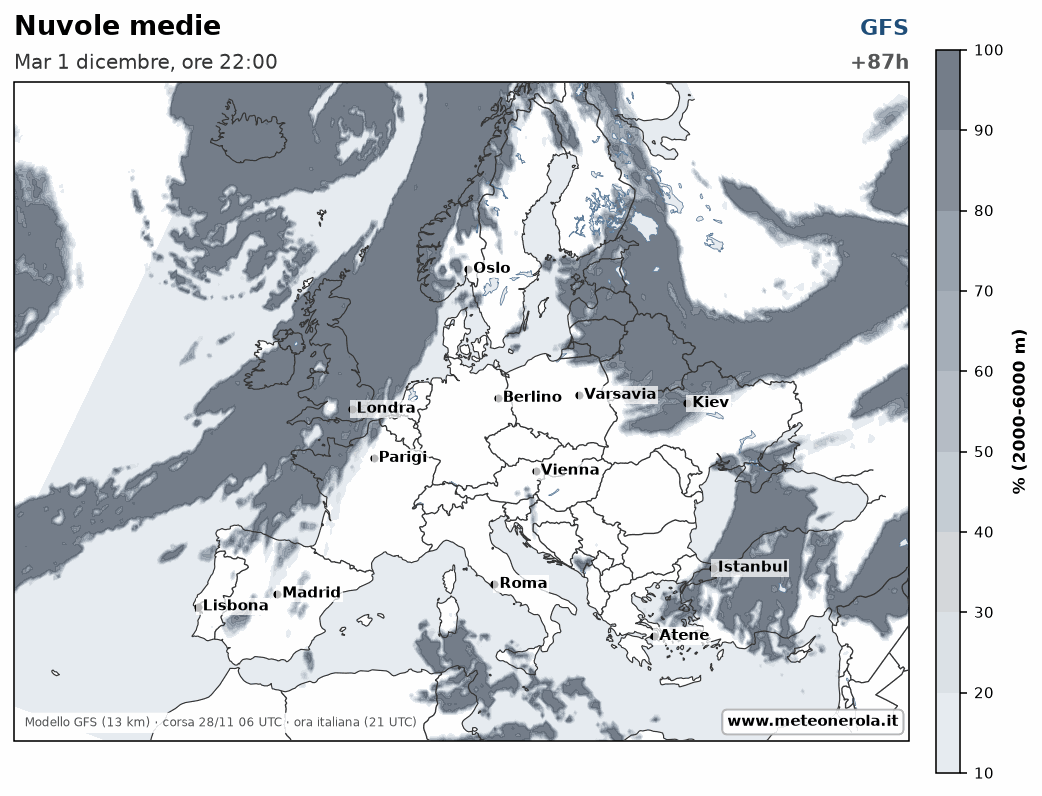 Nuvole medie
GFS
Mar 1 dicembre, ore 22:00
+87h
100
90
80
70
60
50
40
30
20
10
% (2000-6000 m)
Oslo
Berlino
Varsavia
Kiev
Londra
Parigi
Vienna
Istanbul
Roma
Madrid
Lisbona
Atene
Modello GFS (13 km) · corsa 28/11 06 UTC · ora italiana (21 UTC)
www.meteonerola.it